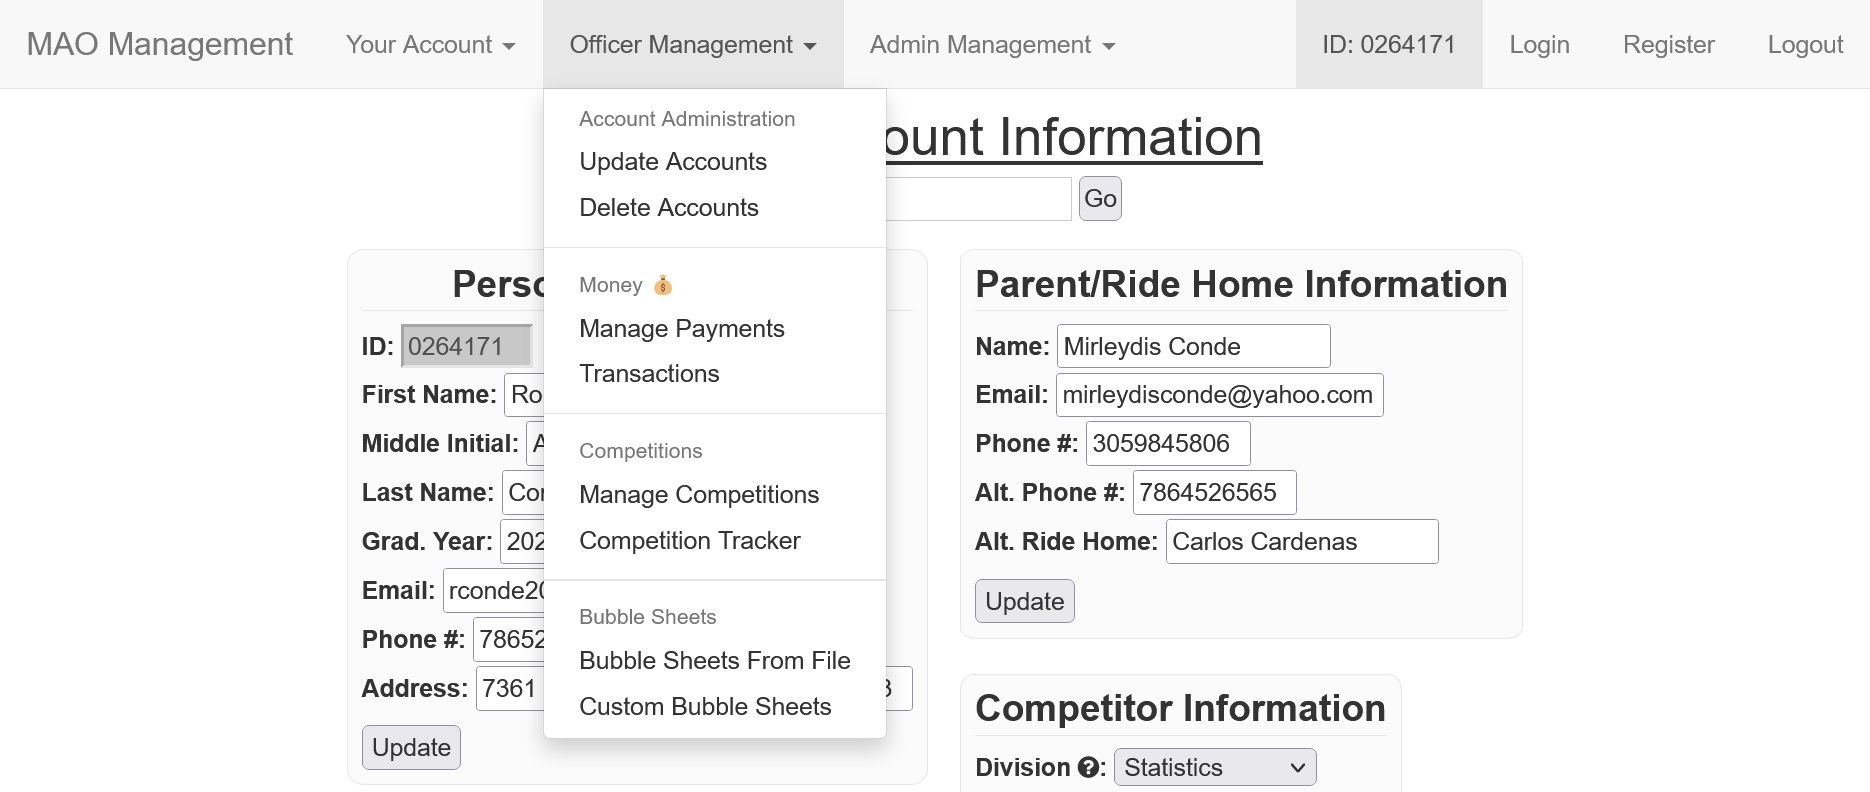 MAO Management Your Account Officer Management Admin Management ID: 0264171 Login Register Logout
Account Administration
Update Accounts
Delete Accounts
Money
Manage Payments
Transactions
Competitions
Manage Competitions
Competition Tracker
Bubble Sheets
Bubble Sheets From File
Custom Bubble Sheets
ount Information
Go
Perso
ID: 0264171
First Name: Ro
Middle Initial: A
Last Name: Con
Grad. Year: 202
Email: rconde20
Phone #: 78652
Address: 7361
Update
Parent/Ride Home Information
Name: Mirleydis Conde
Email: mirleydisconde@yahoo.com
Phone #: 3059845806
Alt. Phone #: 7864526565
Alt. Ride Home: Carlos Cardenas
Update
Competitor Information
Division ?: Statistics